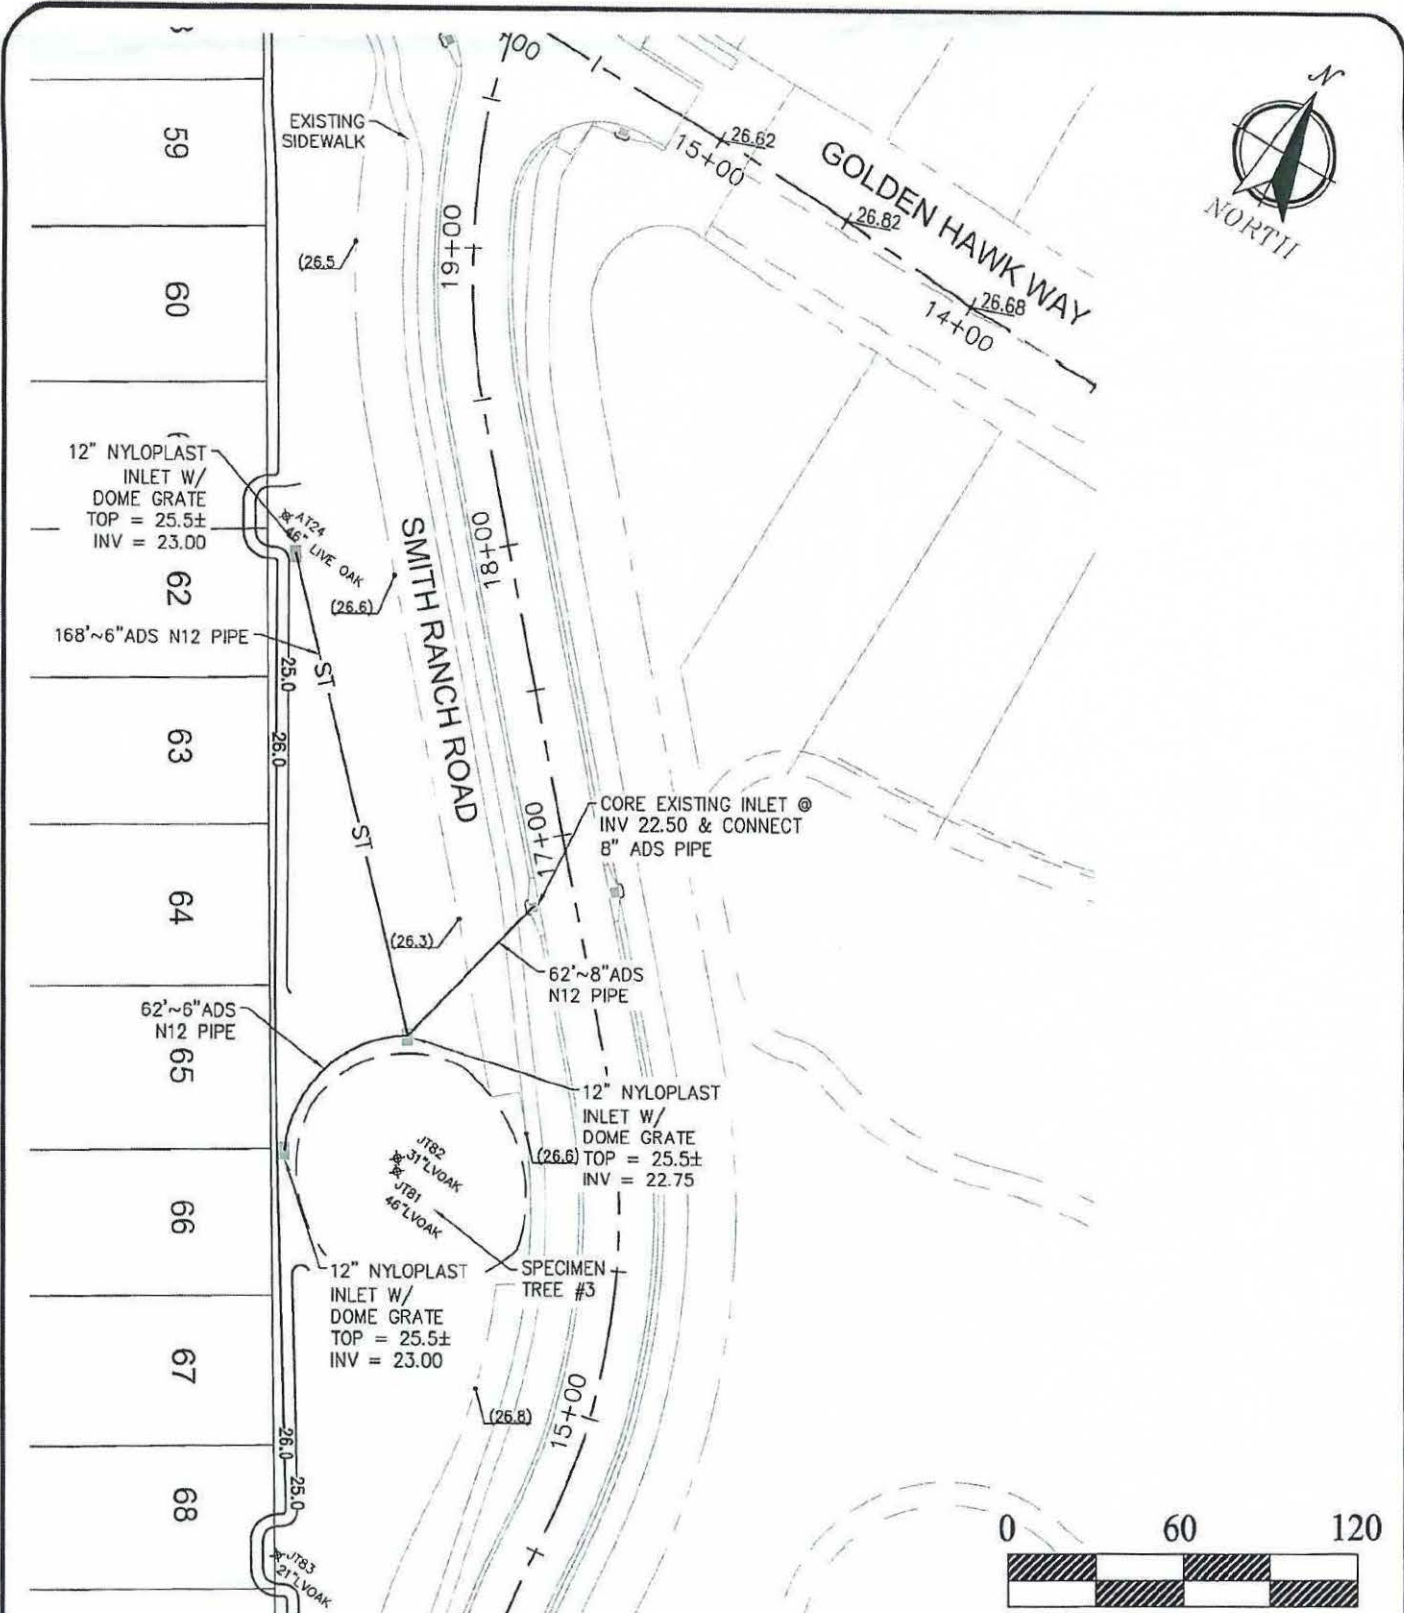 59
60
62
63
64
65
66
67
68
EXISTING
SIDEWALK
(26.5
19+00
15+00
26.62
GOLDEN HAWK WAY
26.82
26.68
14+00
N
NORTH
12" NYLOPLAST
INLET W/
DOME GRATE
TOP = 25.5±
INV = 23.00
AT24
46" LIVE OAK
(26.6)
168'~6"ADS N12 PIPE
ST
ST
25.0
26.0
SMITH RANCH ROAD
18+00
17+00
CORE EXISTING INLET @
INV 22.50 & CONNECT
8" ADS PIPE
(26.3)
62'~8"ADS
N12 PIPE
62'~6"ADS
N12 PIPE
12" NYLOPLAST
INLET W/
DOME GRATE
TOP = 25.5±
INV = 22.75
(26.6)
JT82
31"LVOAK
JT81
46"LVOAK
SPECIMEN
TREE #3
12" NYLOPLAST
INLET W/
DOME GRATE
TOP = 25.5±
INV = 23.00
(26.8)
15+00
26.0
25.0
JT83
21"LVOAK
0 60 120